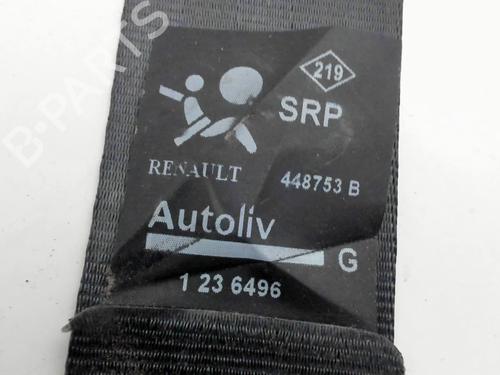 219
SRP
RENAULT 448753 B
Autoliv
G
1 23 6496
B-PARTS